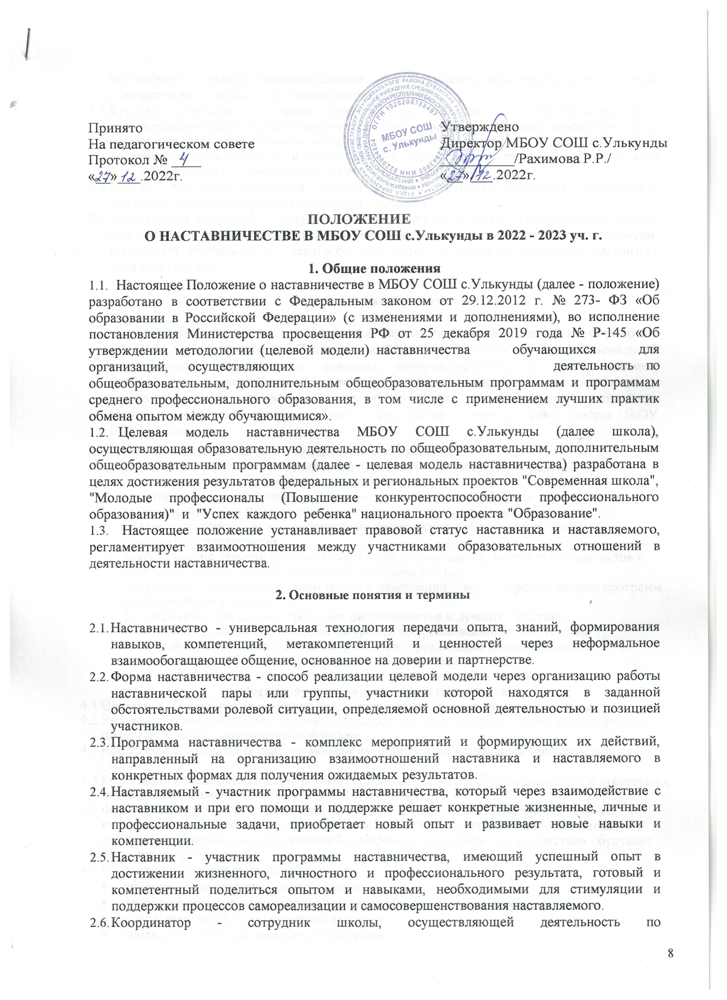 Принято
На педагогическом совете
Протокол № 4
«27» 12.2022г.
МБОУ СОШ
с. Улькунды
ОГРН 1020200788497
ИНН
Утверждено
Директор МБОУ СОШ с.Улькунды
/Рахимова Р.Р./
«27» 12.2022г.
ПОЛОЖЕНИЕ
О НАСТАВНИЧЕСТВЕ В МБОУ СОШ с.Улькунды в 2022 - 2023 уч. г.
1. Общие положения
1.1. Настоящее Положение о наставничестве в МБОУ СОШ с.Улькунды (далее - положение)
разработано в соответствии с Федеральным законом от 29.12.2012 г. № 273- ФЗ «Об
образовании в Российской Федерации» (с изменениями и дополнениями), во исполнение
постановления Министерства просвещения РФ от 25 декабря 2019 года № Р-145 «Об
утверждении методологии (целевой модели) наставничества обучающихся для
организаций, осуществляющих деятельность по
общеобразовательным, дополнительным общеобразовательным программам и программам
среднего профессионального образования, в том числе с применением лучших практик
обмена опытом между обучающимися».
1.2. Целевая модель наставничества МБОУ СОШ с.Улькунды (далее школа),
осуществляющая образовательную деятельность по общеобразовательным, дополнительным
общеобразовательным программам (далее - целевая модель наставничества) разработана в
целях достижения результатов федеральных и региональных проектов "Современная школа",
"Молодые профессионалы (Повышение конкурентоспособности профессионального
образования)" и "Успех каждого ребенка" национального проекта "Образование".
1.3. Настоящее положение устанавливает правовой статус наставника и наставляемого,
регламентирует взаимоотношения между участниками образовательных отношений в
деятельности наставничества.
2. Основные понятия и термины
2.1. Наставничество - универсальная технология передачи опыта, знаний, формирования
навыков, компетенций, метакомпетенций и ценностей через неформальное
взаимообогащающее общение, основанное на доверии и партнерстве.
2.2. Форма наставничества - способ реализации целевой модели через организацию работы
наставнической пары или группы, участники которой находятся в заданной
обстоятельствами ролевой ситуации, определяемой основной деятельностью и позицией
участников.
2.3. Программа наставничества - комплекс мероприятий и формирующих их действий,
направленный на организацию взаимоотношений наставника и наставляемого в
конкретных формах для получения ожидаемых результатов.
2.4. Наставляемый - участник программы наставничества, который через взаимодействие с
наставником и при его помощи и поддержке решает конкретные жизненные, личные и
профессиональные задачи, приобретает новый опыт и развивает новые навыки и
компетенции.
2.5. Наставник - участник программы наставничества, имеющий успешный опыт в
достижении жизненного, личностного и профессионального результата, готовый и
компетентный поделиться опытом и навыками, необходимыми для стимуляции и
поддержки процессов самореализации и самосовершенствования наставляемого.
2.6. Координатор - сотрудник школы, осуществляющей деятельность по
8